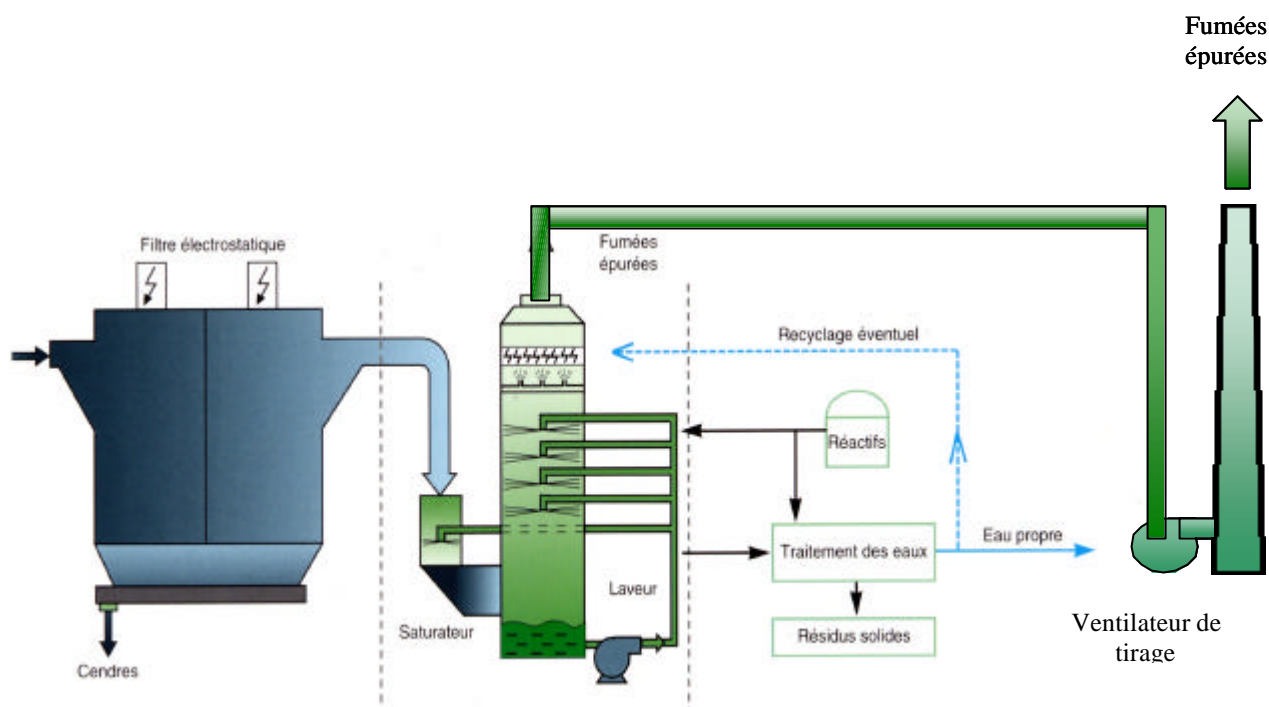 Fumées
épurées
Filtre électrostatique
Fumées
épurées
Recyclage éventuel
Réactifs
Eau propre
Traitement des eaux
Laveur
Saturateur
Résidus solides
Ventilateur de
tirage
Cendres